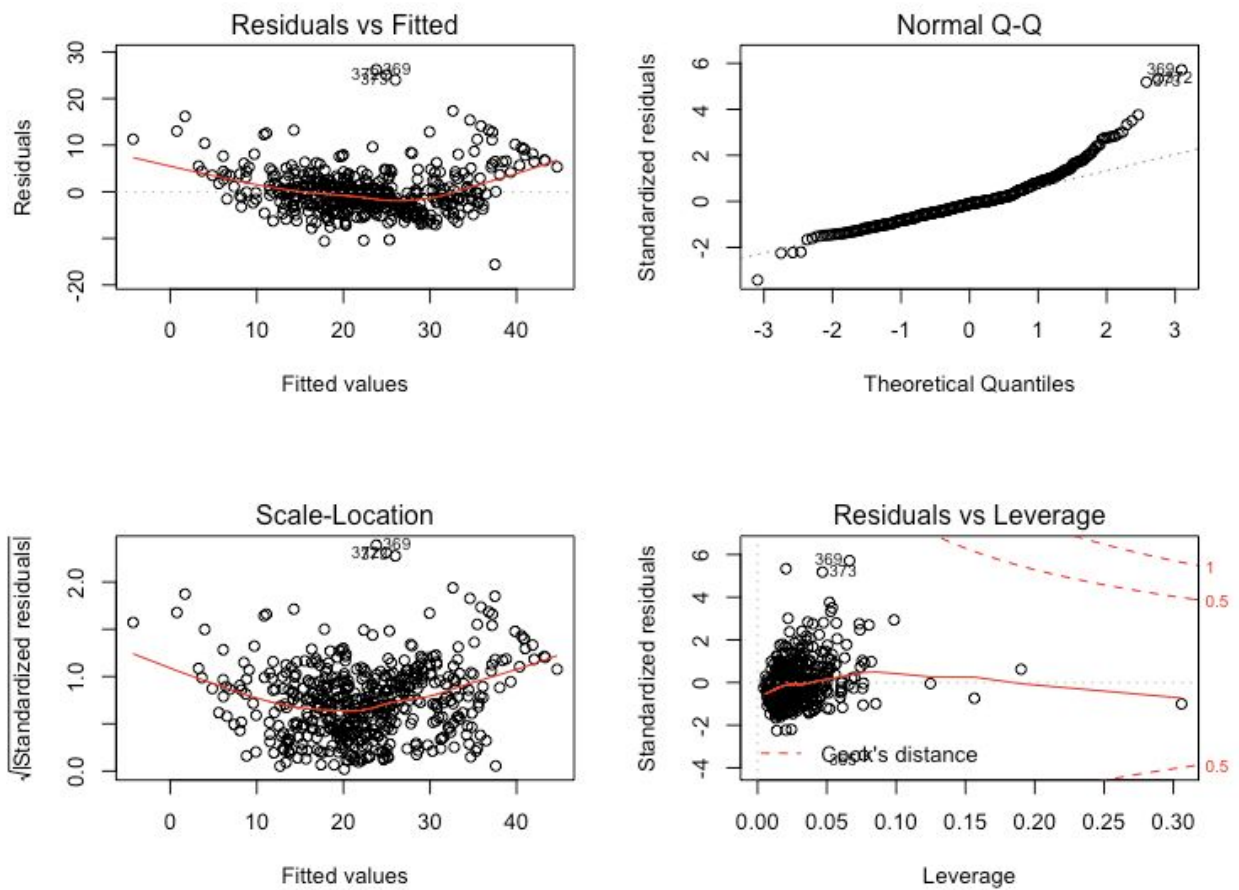 Residuals vs Fitted
Residuals
30
20
10
0
-20
369
373
0 10 20 30 40
Fitted values
Normal Q-Q
Standardized residuals
6
4
2
0
-2
369
-3 -2 -1 0 1 2 3
Theoretical Quantiles
Scale-Location
√|Standardized residuals|
2.0
1.0
0.0
369
0 10 20 30 40
Fitted values
Residuals vs Leverage
Standardized residuals
6
4
2
0
-2
-4
369
373
1
0.5
0.5
Cook's distance
0.00 0.05 0.10 0.15 0.20 0.25 0.30
Leverage